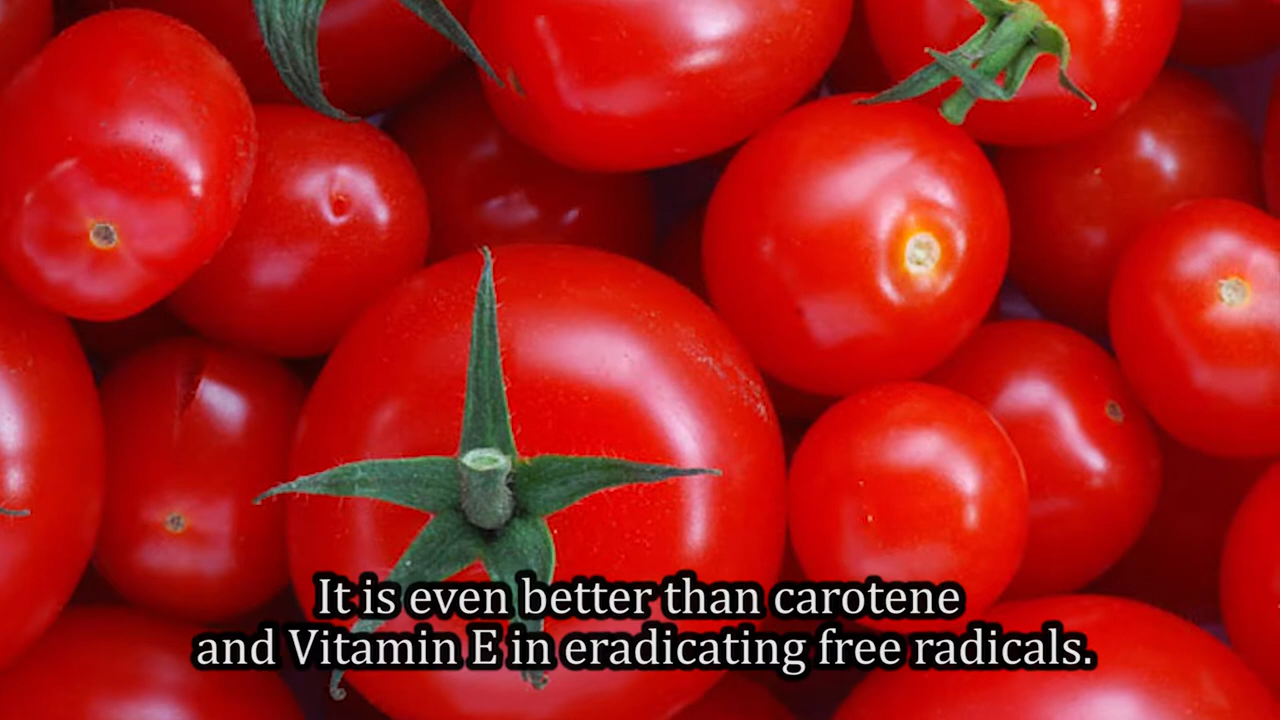 It is even better than carotene
and Vitamin E in eradicating free radicals.